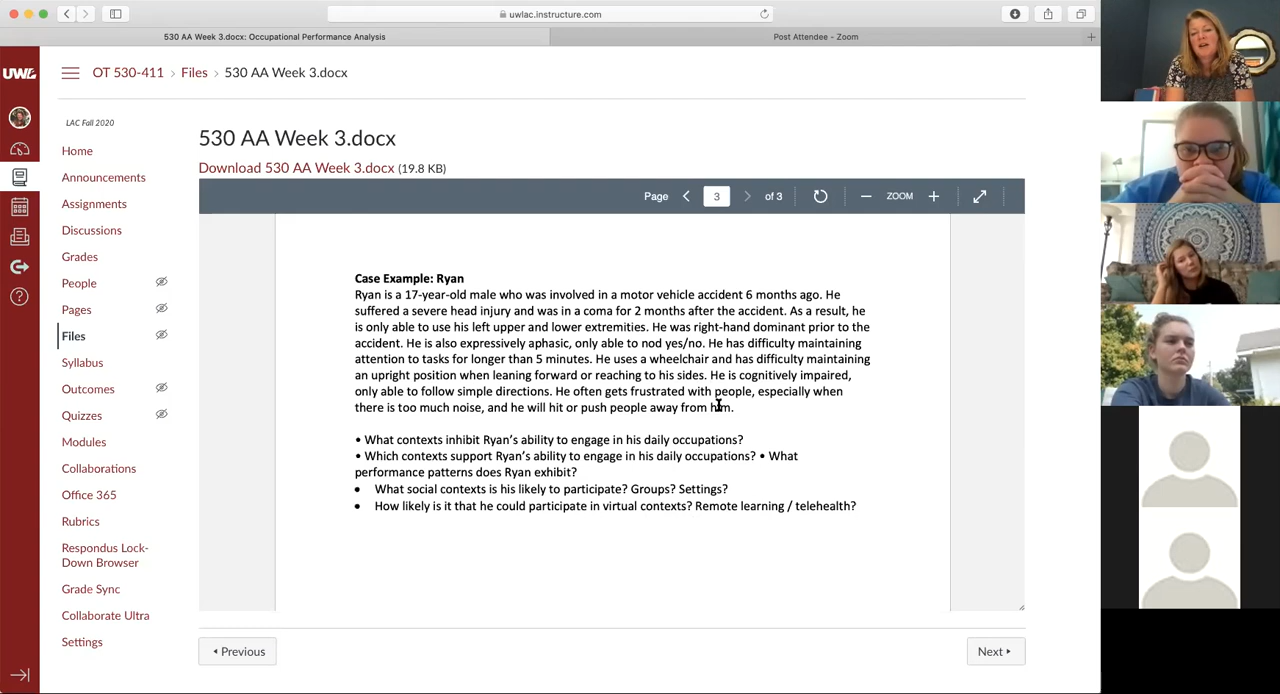 uwlac.instructure.com
530 AA Week 3.docx: Occupational Performance Analysis
Post Attendee - Zoom
UWL
OT 530-411 > Files > 530 AA Week 3.docx
LAC Fall 2020
Home
Announcements
Assignments
Discussions
Grades
People
Pages
Files
Syllabus
Outcomes
Quizzes
Modules
Collaborations
Office 365
Rubrics
Respondus Lock-
Down Browser
Grade Sync
Collaborate Ultra
Settings
530 AA Week 3.docx
Download 530 AA Week 3.docx (19.8 KB)
Page 3 of 3 ZOOM
Case Example: Ryan
Ryan is a 17-year-old male who was involved in a motor vehicle accident 6 months ago. He
suffered a severe head injury and was in a coma for 2 months after the accident. As a result, he
is only able to use his left upper and lower extremities. He was right-hand dominant prior to the
accident. He is also expressively aphasic, only able to nod yes/no. He has difficulty maintaining
attention to tasks for longer than 5 minutes. He uses a wheelchair and has difficulty maintaining
an upright position when leaning forward or reaching to his sides. He is cognitively impaired,
only able to follow simple directions. He often gets frustrated with people, especially when
there is too much noise, and he will hit or push people away from him.
• What contexts inhibit Ryan's ability to engage in his daily occupations?
• Which contexts support Ryan's ability to engage in his daily occupations? • What
performance patterns does Ryan exhibit?
• What social contexts is his likely to participate? Groups? Settings?
• How likely is it that he could participate in virtual contexts? Remote learning / telehealth?
Previous
Next